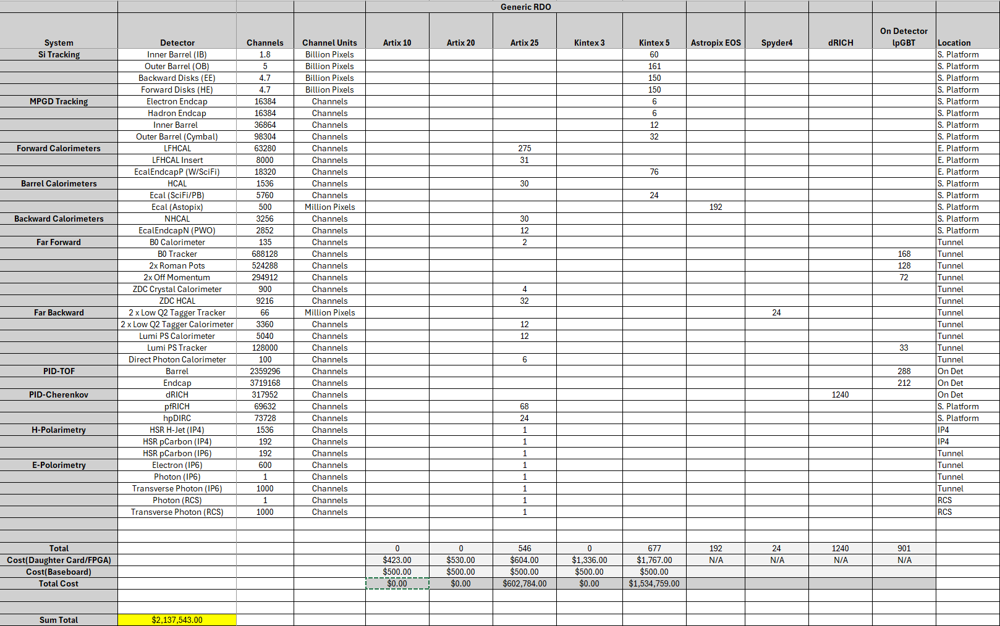 Generic RDO
System Detector Channels Channel Units Artix 10 Artix 20 Artix 25 Kintex 3 Kintex 5 Astropix EOS Spyder4 dRICH On Detector lpGBT Location
Si Tracking Inner Barrel (IB) 1.8 Billion Pixels 60 S. Platform
Outer Barrel (OB) 5 Billion Pixels 161 S. Platform
Backward Disks (EE) 4.7 Billion Pixels 150 S. Platform
Forward Disks (HE) 4.7 Billion Pixels 150 S. Platform
MPGD Tracking Electron Endcap 16384 Channels 6 S. Platform
Hadron Endcap 16384 Channels 6 S. Platform
Inner Barrel 36864 Channels 12 S. Platform
Outer Barrel (Cymbal) 98304 Channels 32 S. Platform
Forward Calorimeters LFHCAL 63280 Channels 275 E. Platform
LFHCAL Insert 8000 Channels 31 E. Platform
EcalEndcapP (W/SciFi) 18320 Channels 76 E. Platform
Barrel Calorimeters HCAL 1536 Channels 30 S. Platform
Ecal (SciFi/PB) 5760 Channels 24 S. Platform
Ecal (Astopix) 500 Million Pixels 192 S. Platform
Backward Calorimeters NHCAL 3256 Channels 30 S. Platform
EcalEndcapN (PWO) 2852 Channels 12 S. Platform
Far Forward B0 Calorimeter 135 Channels 2 Tunnel
B0 Tracker 688128 Channels 168 Tunnel
2x Roman Pots 524288 Channels 128 Tunnel
2x Off Momentum 294912 Channels 72 Tunnel
ZDC Crystal Calorimeter 900 Channels 4 Tunnel
ZDC HCAL 9216 Channels 32 Tunnel
Far Backward 2 x Low Q2 Tagger Tracker 66 Million Pixels 24 Tunnel
2 x Low Q2 Tagger Calorimeter 3360 Channels 12 Tunnel
Lumi PS Calorimeter 5040 Channels 12 Tunnel
Lumi PS Tracker 128000 Channels 33 Tunnel
Direct Photon Calorimeter 100 Channels 6 Tunnel
PID-TOF Barrel 2359296 Channels 288 On Det
Endcap 3719168 Channels 212 On Det
PID-Cherenkov dRICH 317952 Channels 1240 On Det
pfRICH 69632 Channels 68 S. Platform
hpDIRC 73728 Channels 24 S. Platform
H-Polarimetry HSR H-Jet (IP4) 1536 Channels 1 IP4
HSR pCarbon (IP4) 192 Channels 1 IP4
HSR pCarbon (IP6) 192 Channels 1 Tunnel
E-Polorimetry Electron (IP6) 600 Channels 1 Tunnel
Photon (IP6) 1 Channels 1 Tunnel
Transverse Photon (IP6) 1000 Channels 1 Tunnel
Photon (RCS) 1 Channels 1 RCS
Transverse Photon (RCS) 1000 Channels 1 RCS
Total 0 0 546 0 677 192 24 1240 901
Cost(Daughter Card/FPGA) $423.00 $530.00 $604.00 $1,336.00 $1,767.00 N/A N/A N/A N/A
Cost(Baseboard) $500.00 $500.00 $500.00 $500.00 $500.00
Total Cost $0.00 $0.00 $602,784.00 $0.00 $1,534,759.00
Sum Total $2,137,543.00